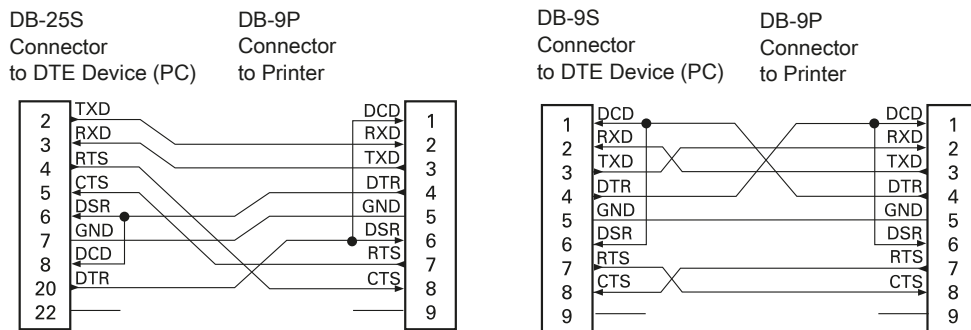 DB-25S
Connector
to DTE Device (PC)
DB-9P
Connector
to Printer
2 TXD DCD 1
3 RXD RXD 2
4 RTS TXD 3
5 CTS DTR 4
6 DSR GND 5
7 GND DSR 6
8 DCD RTS 7
20 DTR CTS 8
22 9
DB-9S
Connector
to DTE Device (PC)
DB-9P
Connector
to Printer
1 DCD DCD 1
2 RXD RXD 2
3 TXD TXD 3
4 DTR DTR 4
5 GND GND 5
6 DSR DSR 6
7 RTS RTS 7
8 CTS CTS 8
9 9